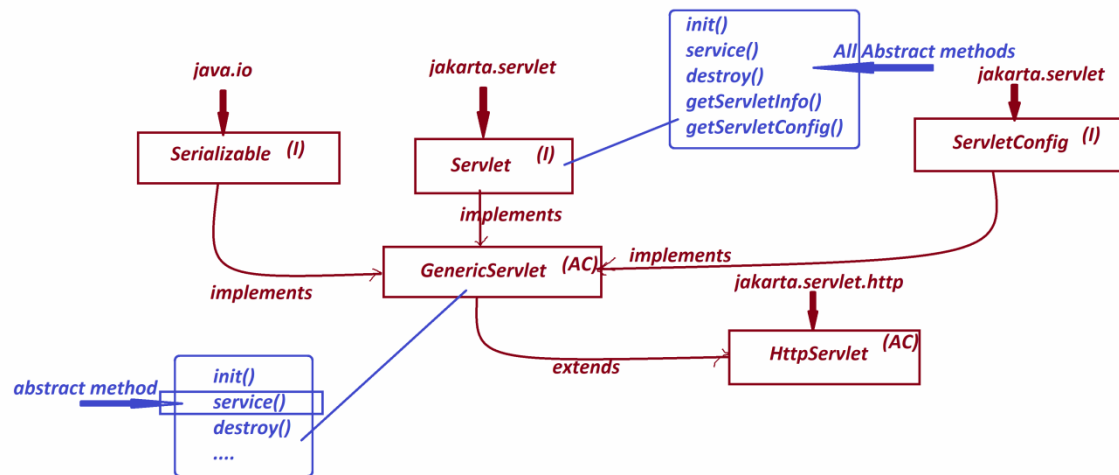 init()
service()
destroy()
getServletInfo()
getServletConfig()
All Abstract methods
java.io
jakarta.servlet
jakarta.servlet
Serializable (I)
Servlet (I)
ServletConfig (I)
implements
GenericServlet (AC)
implements
implements
jakarta.servlet.http
HttpServlet (AC)
extends
abstract method
init()
service()
destroy()
....